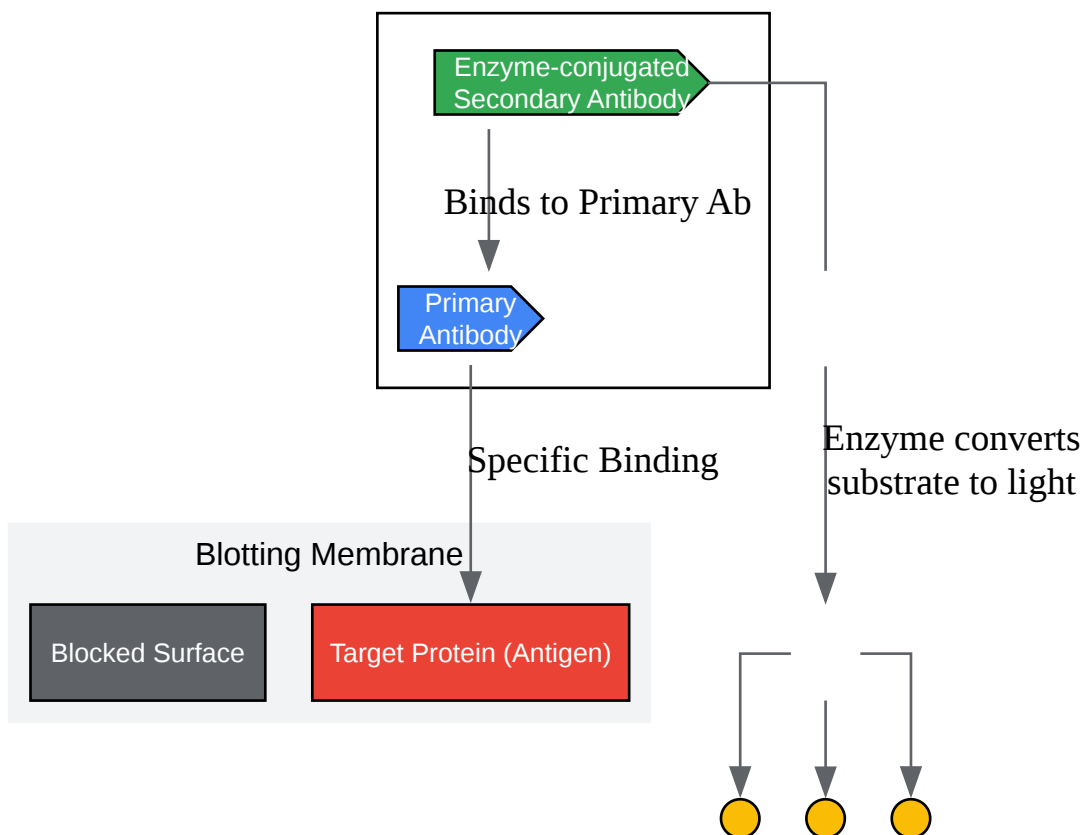 Enzyme-conjugated
Secondary Antibody
Binds to Primary Ab
Primary
Antibody
Specific Binding
Enzyme converts
substrate to light
Blotting Membrane
Blocked Surface
Target Protein (Antigen)